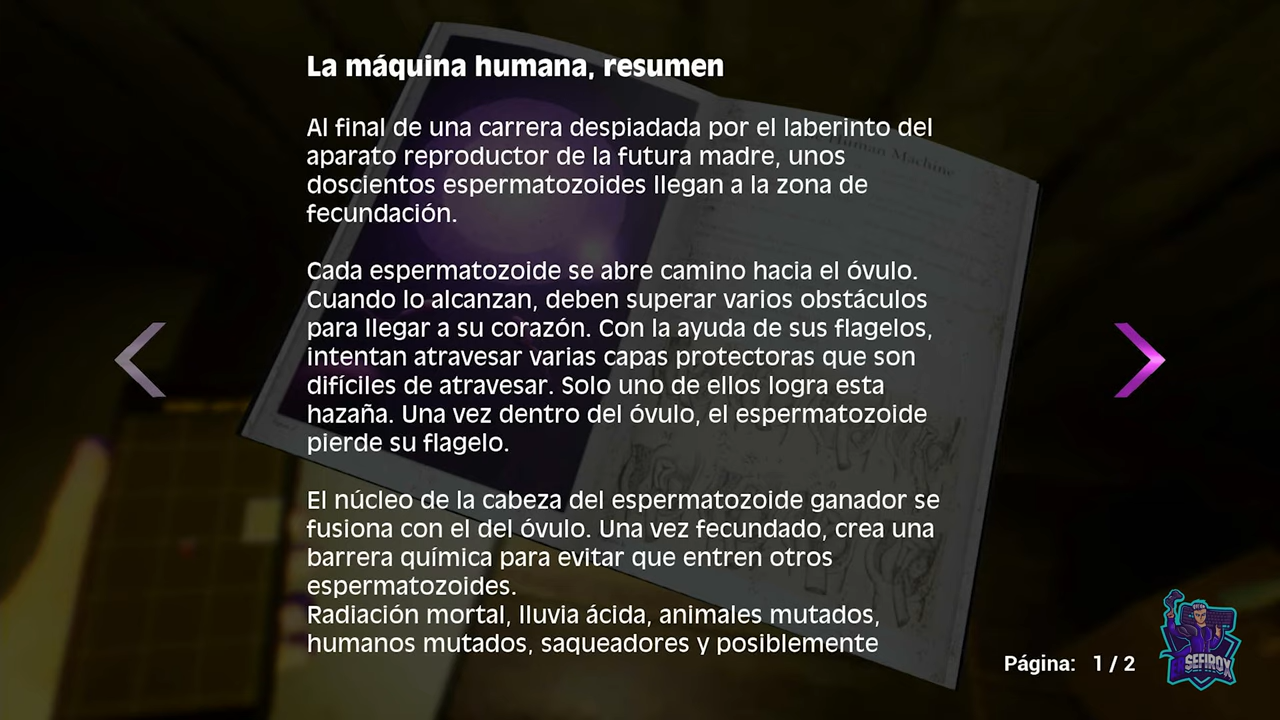 La máquina humana, resumen
Al final de una carrera despiadada por el laberinto del
aparato reproductor de la futura madre, unos
doscientos espermatozoides llegan a la zona de
fecundación.
Cada espermatozoide se abre camino hacia el óvulo.
Cuando lo alcanzan, deben superar varios obstáculos
para llegar a su corazón. Con la ayuda de sus flagelos,
intentan atravesar varias capas protectoras que son
difíciles de atravesar. Solo uno de ellos logra esta
hazaña. Una vez dentro del óvulo, el espermatozoide
pierde su flagelo.
El núcleo de la cabeza del espermatozoide ganador se
fusiona con el del óvulo. Una vez fecundado, crea una
barrera química para evitar que entren otros
espermatozoides.
Radiación mortal, lluvia ácida, animales mutados,
humanos mutados, saqueadores y posiblemente
Human Machine
Página: 1 / 2
SEFIROX